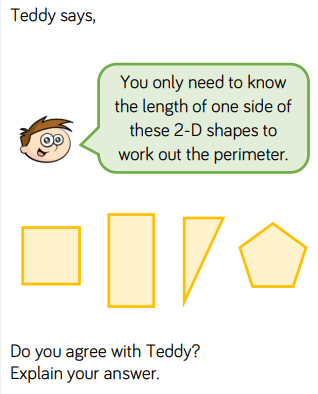 Teddy says,
You only need to know
the length of one side of
these 2-D shapes to
work out the perimeter.
Do you agree with Teddy?
Explain your answer.